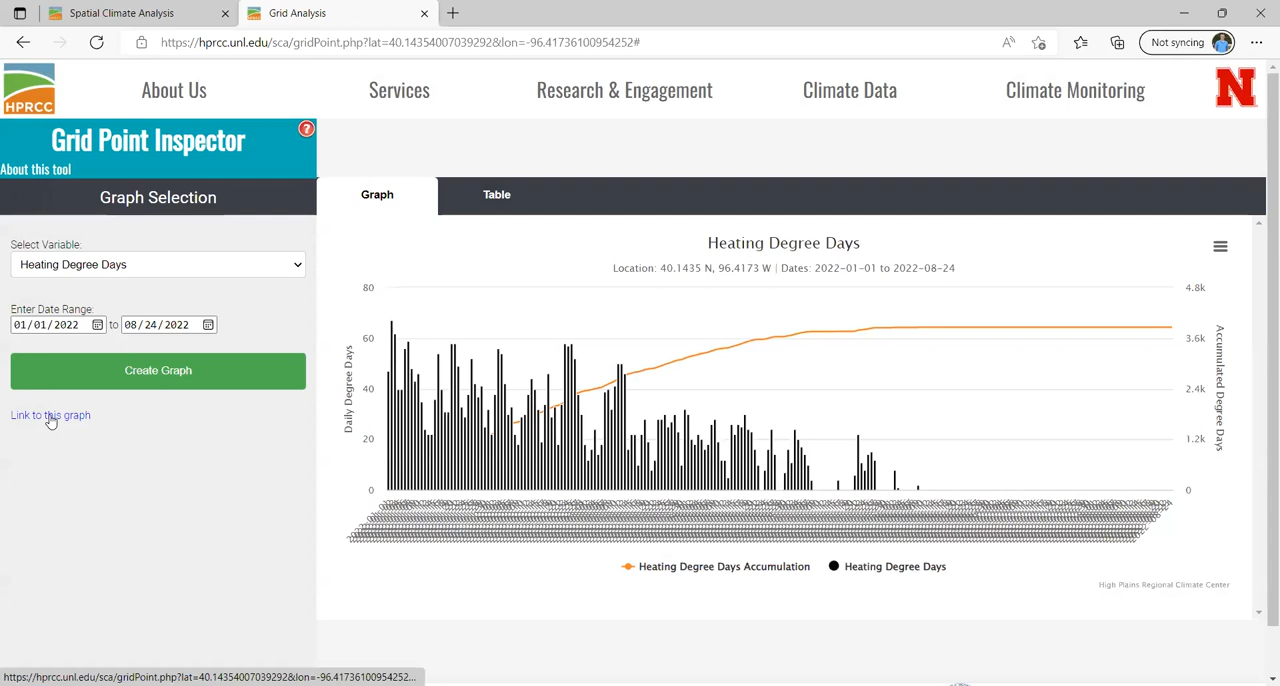 Spatial Climate Analysis
Grid Analysis
https://hprcc.unl.edu/sca/gridPoint.php?lat=40.14354007039292&lon=-96.41736100954252#
Not syncing
HPRCC
About Us
Services
Research & Engagement
Climate Data
Climate Monitoring
N
Grid Point Inspector
?
About this tool
Graph Selection
Graph
Table
Select Variable:
Heating Degree Days
Enter Date Range:
01/01/2022 to 08/24/2022
Create Graph
Link to this graph
Heating Degree Days
Location: 40.1435 N, 96.4173 W | Dates: 2022-01-01 to 2022-08-24
80
60
40
20
0
Daily Degree Days
4.8k
3.6k
2.4k
1.2k
0
Accumulated Degree Days
Heating Degree Days Accumulation
Heating Degree Days
High Plains Regional Climate Center
https://hprcc.unl.edu/sca/gridPoint.php?lat=40.14354007039292&lon=-96.41736100954252...